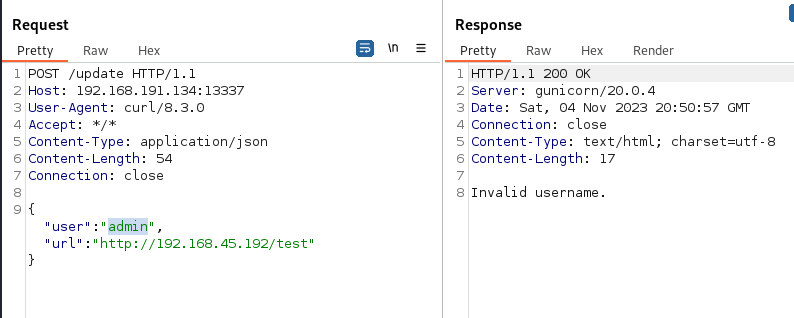 Request
Pretty Raw Hex \n
1 POST /update HTTP/1.1
2 Host: 192.168.191.134:13337
3 User-Agent: curl/8.3.0
4 Accept: */*
5 Content-Type: application/json
6 Content-Length: 54
7 Connection: close
8
9 {
"user":"admin",
"url":"http://192.168.45.192/test"
}
Response
Pretty Raw Hex Render
1 HTTP/1.1 200 OK
2 Server: gunicorn/20.0.4
3 Date: Sat, 04 Nov 2023 20:50:57 GMT
4 Connection: close
5 Content-Type: text/html; charset=utf-8
6 Content-Length: 17
7
8 Invalid username.